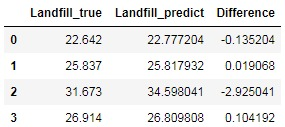 Landfill_true Landfill_predict Difference
0 22.642 22.777204 -0.135204
1 25.837 25.817932 0.019068
2 31.673 34.598041 -2.925041
3 26.914 26.809808 0.104192